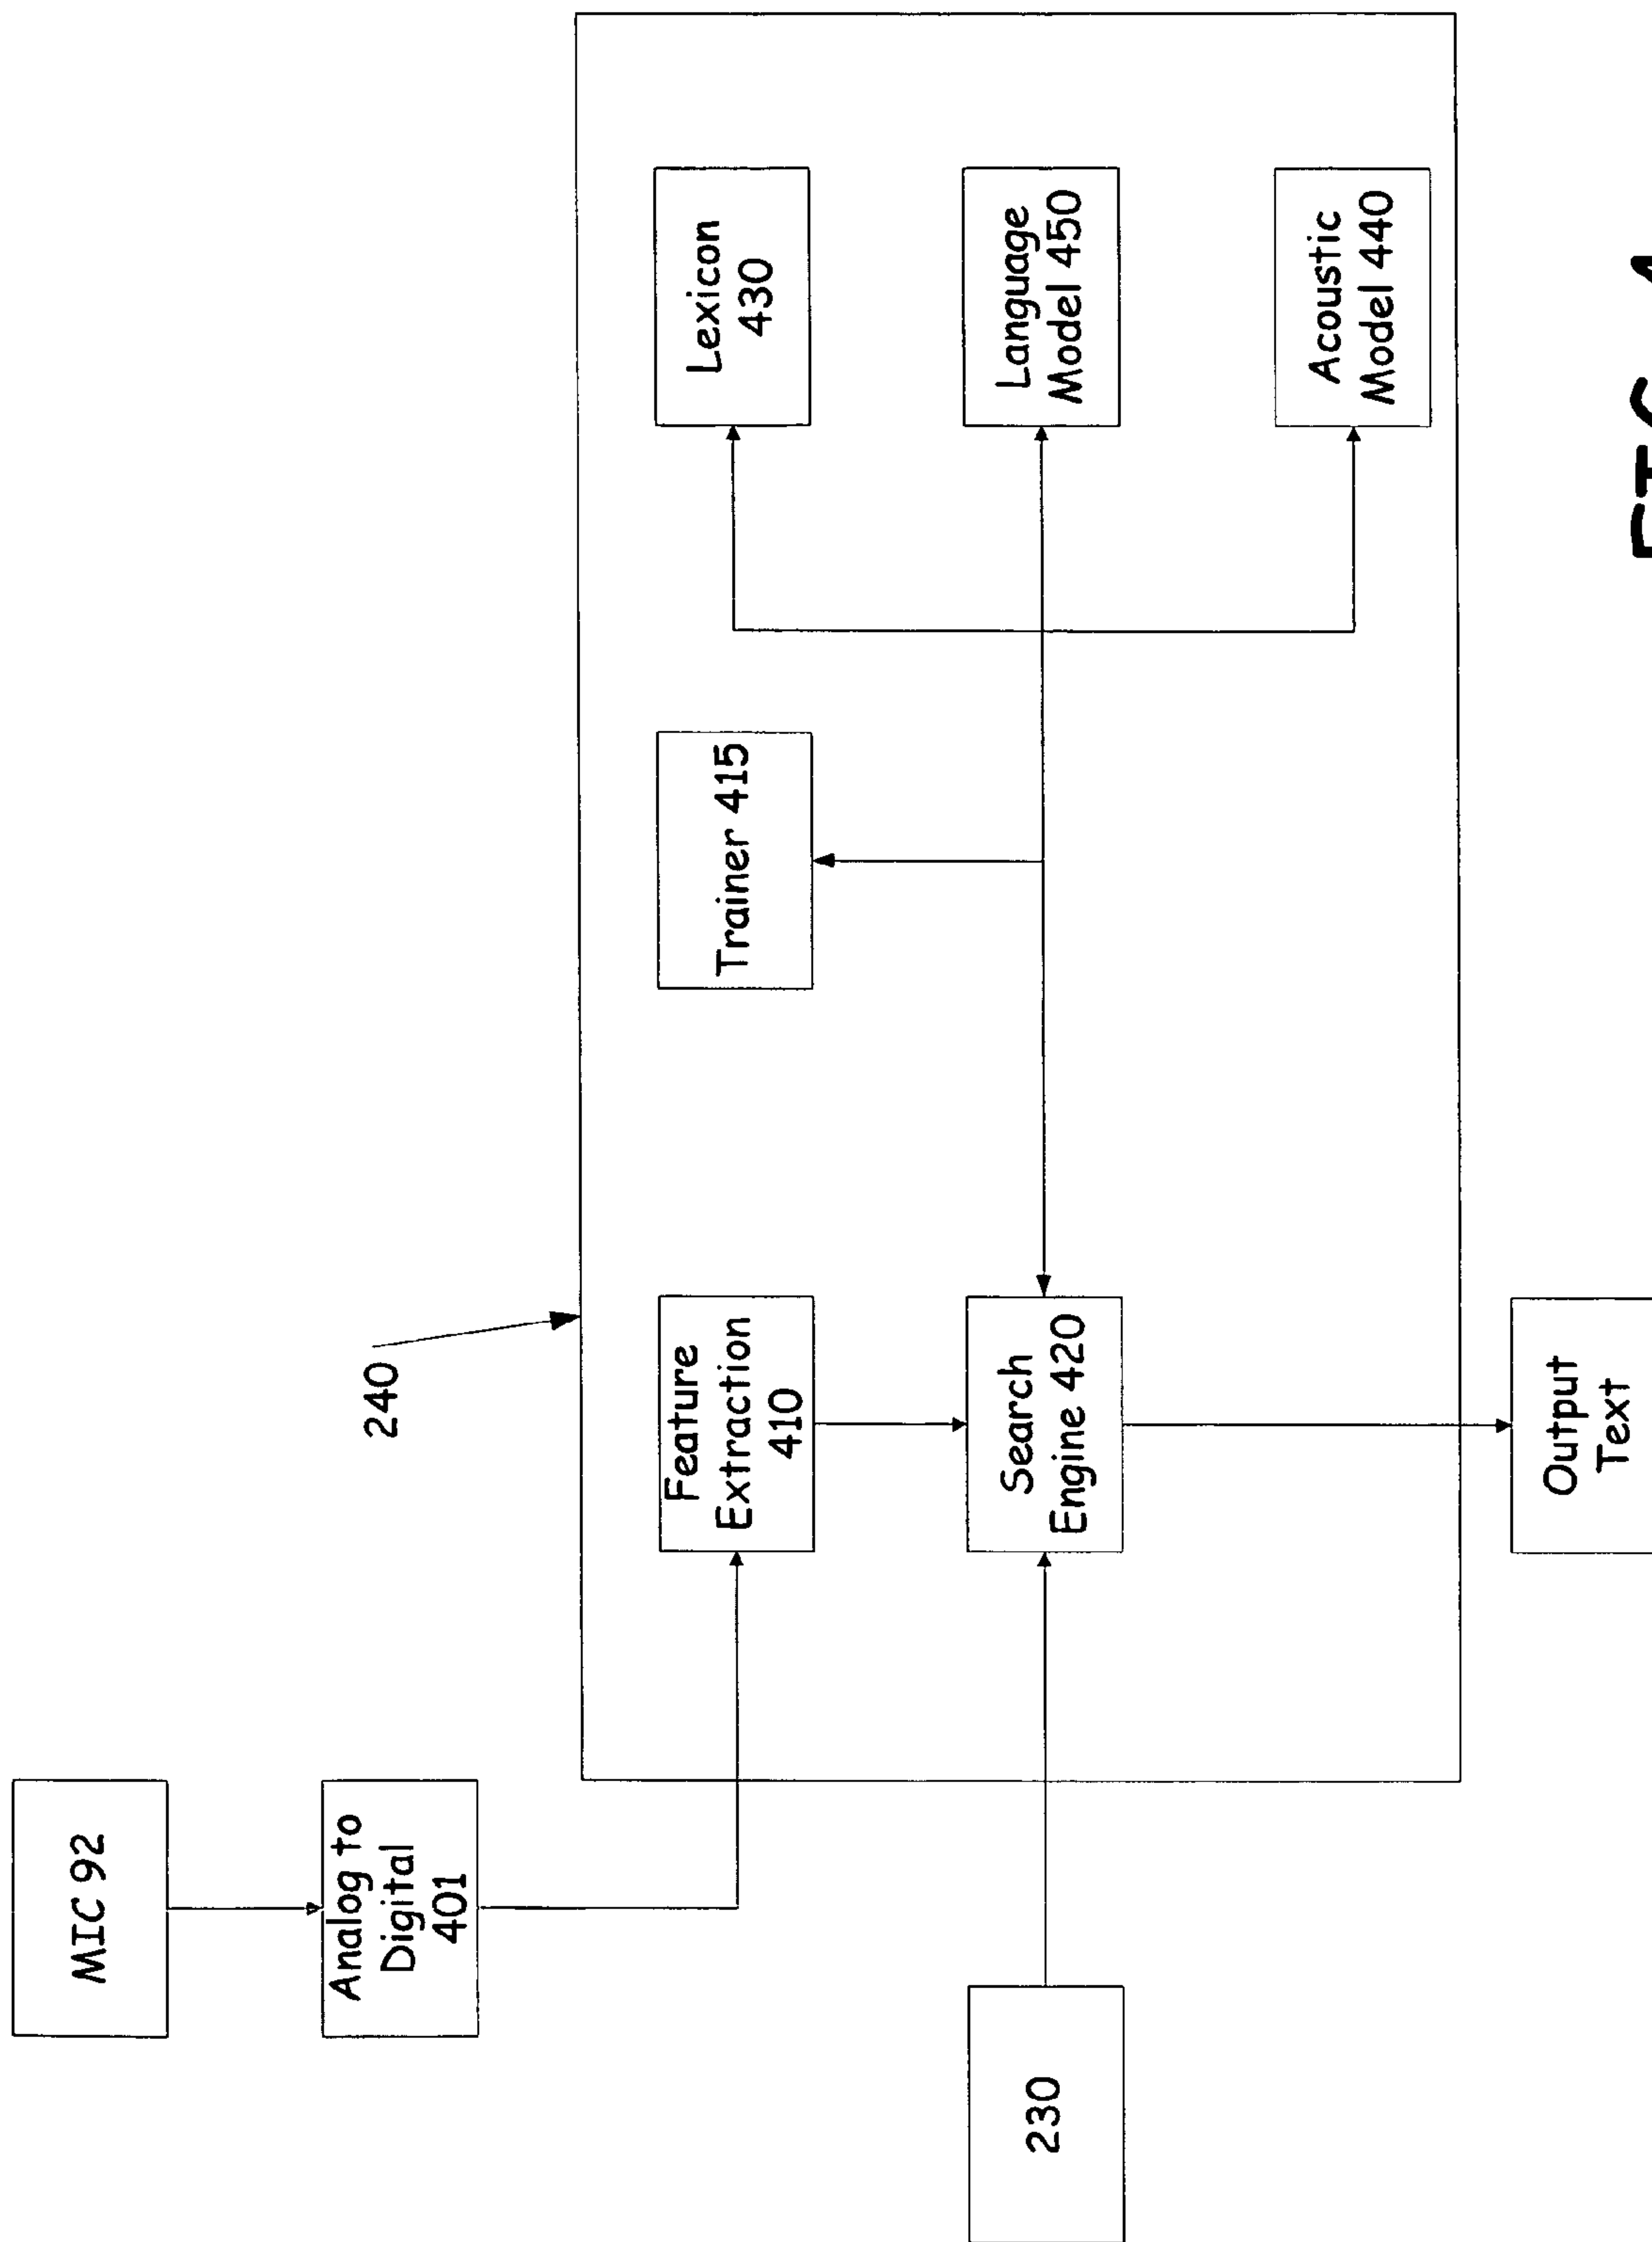 MIC 92
Analog to
Digital
401
240
Feature
Extraction
410
Trainer 415
Lexicon
430
230
Search
Engine 420
Language
Model 450
Acoustic
Model 440
Output
Text